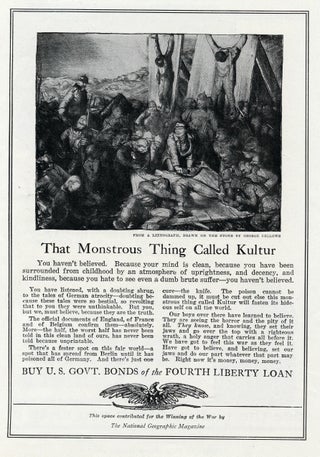 FROM A LITHOGRAPH, DRAWN ON THE STONE BY GEORGE BELLOWS
That Monstrous Thing Called Kultur
You haven't believed. Because your mind is clean, because you have been
surrounded from childhood by an atmosphere of uprightness, and decency, and
kindliness, because you hate to see even a dumb brute suffer—you haven't believed.
You have listened, with a doubting shrug,
to the tales of German atrocity—doubting be-
cause these tales were so bestial, so revolting
that you try to disbelieve them. But you,
but we, must believe, because they are the truth.
The official documents of England, of France
and of Belgium confirm them—absolutely.
More—the half, the worst half has never been
told in this clean land of ours, has never been
told because unprintable.
There's a foster spot on this fair world—a
spot that has spread from Berlin until it has
poisoned all of Germany. And there's just one
cure—the knife. The poison cannot be
dammed up, it must be cut out else this mon-
strous thing called Kultur will fasten its hide-
ous self on all the world.
Our boys over there have learned to believe.
They are seeing the horror and the pity of it
all. They know, and knowing, they set their
jaws and go over the top with a righteous
wrath, a holy anger that carries all before it.
We have got to feel this war as they feel it.
Have got to believe, and believing, set our
jaws and do our part whatever that part may
be. Right now it's money, money, money.
BUY U. S. GOVT. BONDS of the FOURTH LIBERTY LOAN
This space contributed for the Winning of the War by
The National Geographic Magazine